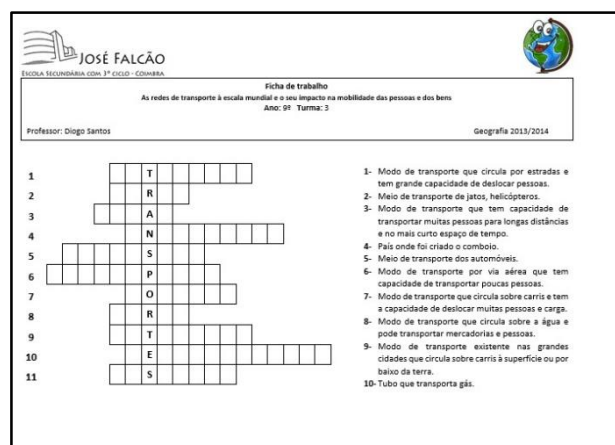 JOSÉ FALCÃO
ESCOLA SECUNDÁRIA COM 3º CICLO - COIMBRA
Ficha de trabalho
As redes de transporte à escala mundial e o seu impacto na mobilidade das pessoas e dos bens
Ano: 9º Turma: 3
Professor: Diogo Santos
Geografia 2013/2014
1 T
2 R
3 A
4 N
5 S
6 P
7 O
8 R
9 T
10 E
11 S
1- Modo de transporte que circula por estradas e
tem grande capacidade de deslocar pessoas.
2- Meio de transporte de jatos, helicópteros.
3- Modo de transporte que tem capacidade de
transportar muitas pessoas para longas distâncias
e no mais curto espaço de tempo.
4- País onde foi criado o comboio.
5- Meio de transporte dos automóveis.
6- Modo de transporte por via aérea que tem
capacidade de transportar poucas pessoas.
7- Modo de transporte que circula sobre carris e tem
a capacidade de deslocar muitas pessoas e carga.
8- Modo de transporte que circula sobre a água e
pode transportar mercadorias e pessoas.
9- Modo de transporte existente nas grandes
cidades que circula sobre carris à superfície ou por
baixo da terra.
10- Tubo que transporta gás.